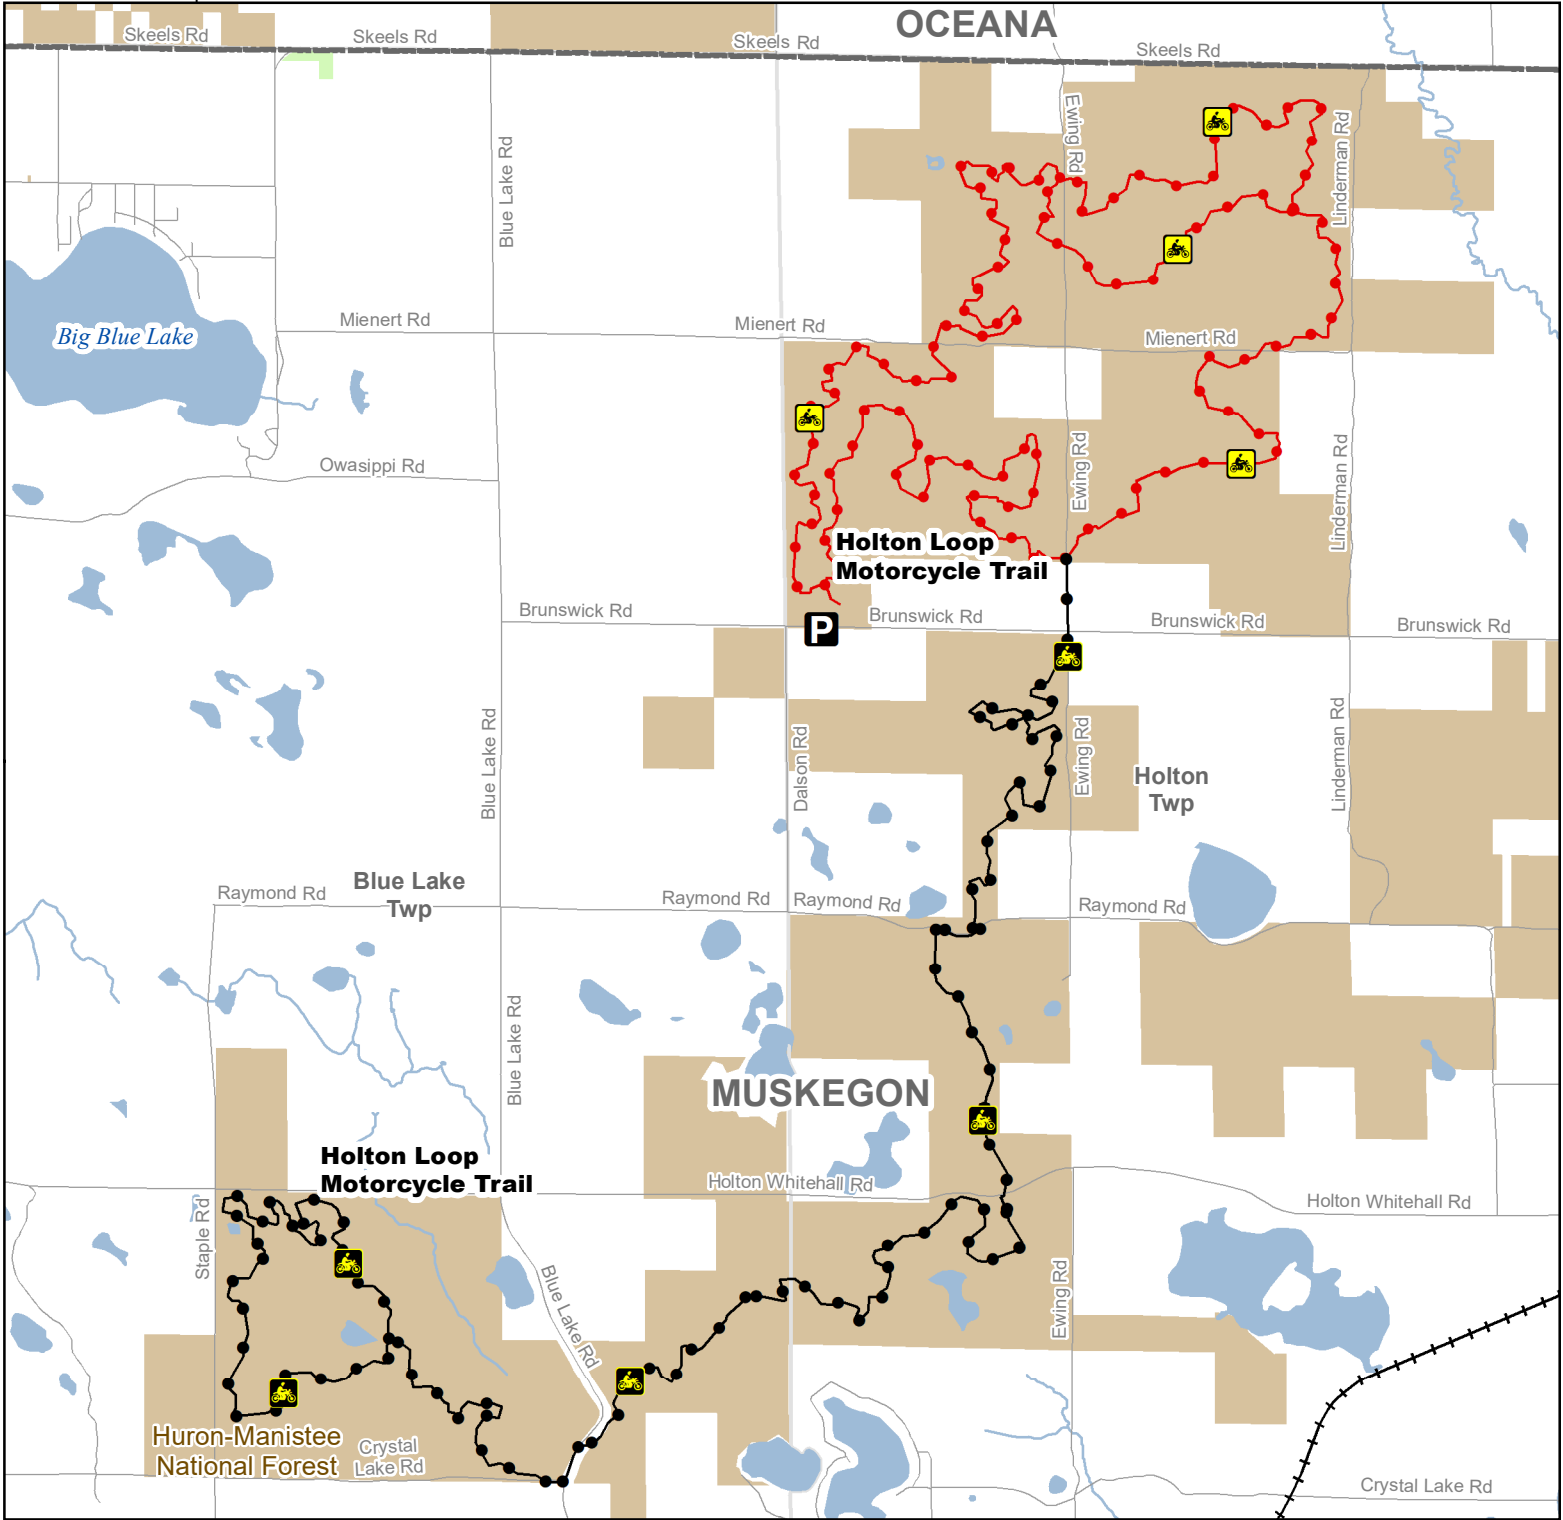 OCEANA
Skeels Rd
Skeels Rd
Skeels Rd
Skeels Rd
Ewing Rd
Linderman Rd
Blue Lake Rd
Big Blue Lake
Mienert Rd
Mienert Rd
Mienert Rd
Owasippi Rd
Ewing Rd
Linderman Rd
Holton Loop
Motorcycle Trail
Brunswick Rd
P
Brunswick Rd
Brunswick Rd
Brunswick Rd
Blue Lake Rd
Dalson Rd
Ewing Rd
Linderman Rd
Holton
Twp
Blue Lake
Twp
Raymond Rd
Raymond Rd
Raymond Rd
Raymond Rd
Blue Lake Rd
MUSKEGON
Holton Loop
Motorcycle Trail
Holton Whitehall Rd
Holton Whitehall Rd
Staple Rd
Blue Lake Rd
Ewing Rd
Huron-Manistee
National Forest
Crystal
Lake Rd
Crystal Lake Rd